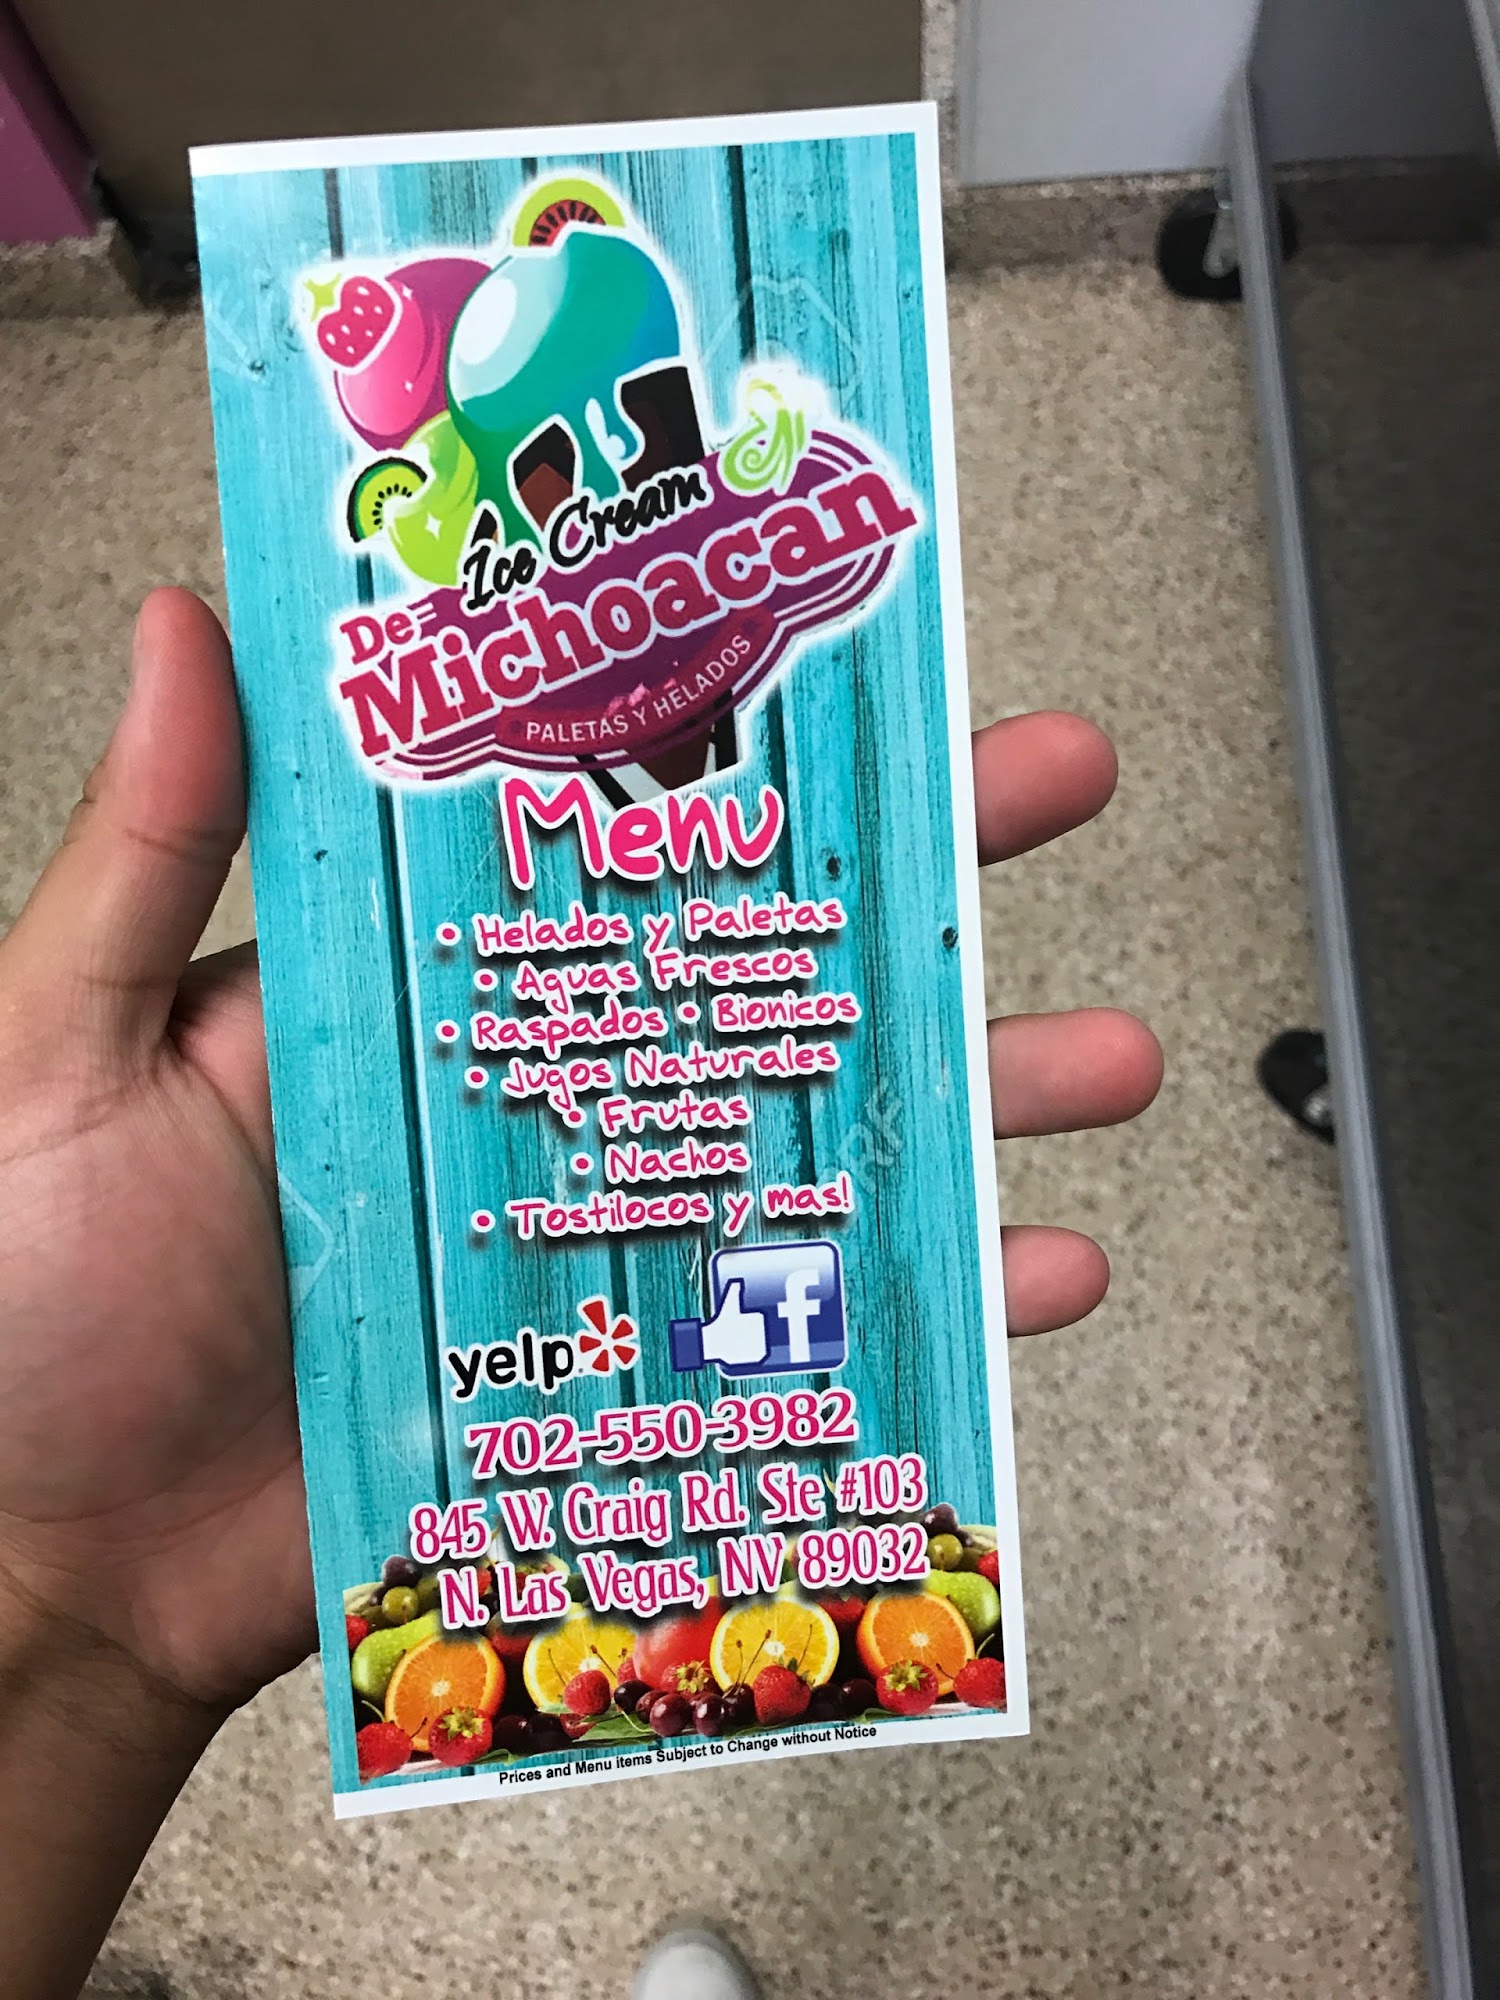 Ice Cream
De
Michoacan
PALETAS Y HELADOS
Menu
• Helados y Paletas
• Aguas Frescos
• Raspados • Bionicos
• Jugos Naturales
• Frutas
• Nachos
• Tostilocos y mas!
yelp
f
702-550-3982
845 W. Craig Rd. Ste #103
N. Las Vegas, NV 89032
Prices and Menu items Subject to Change without Notice